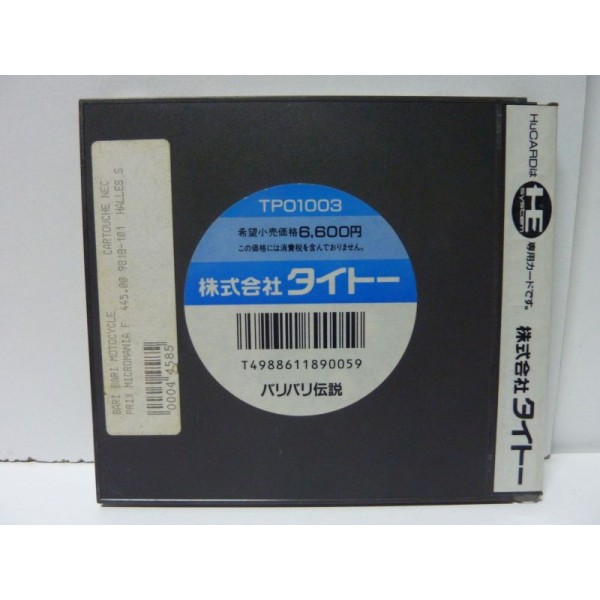 CARTOUCHE NEC
BARI BARI MOTOCYCLE
PRIX MICROMANIA F 445.00 9818-101 HALLES S
00044585
TP01003
希望小売価格6,600円
この価格には消費税を含んでおりません。
株式会社タイトー
T4988611890059
バリバリ伝説
HuCARDは
HE
SYSTEM
専用カードです。
株式会社タイトー